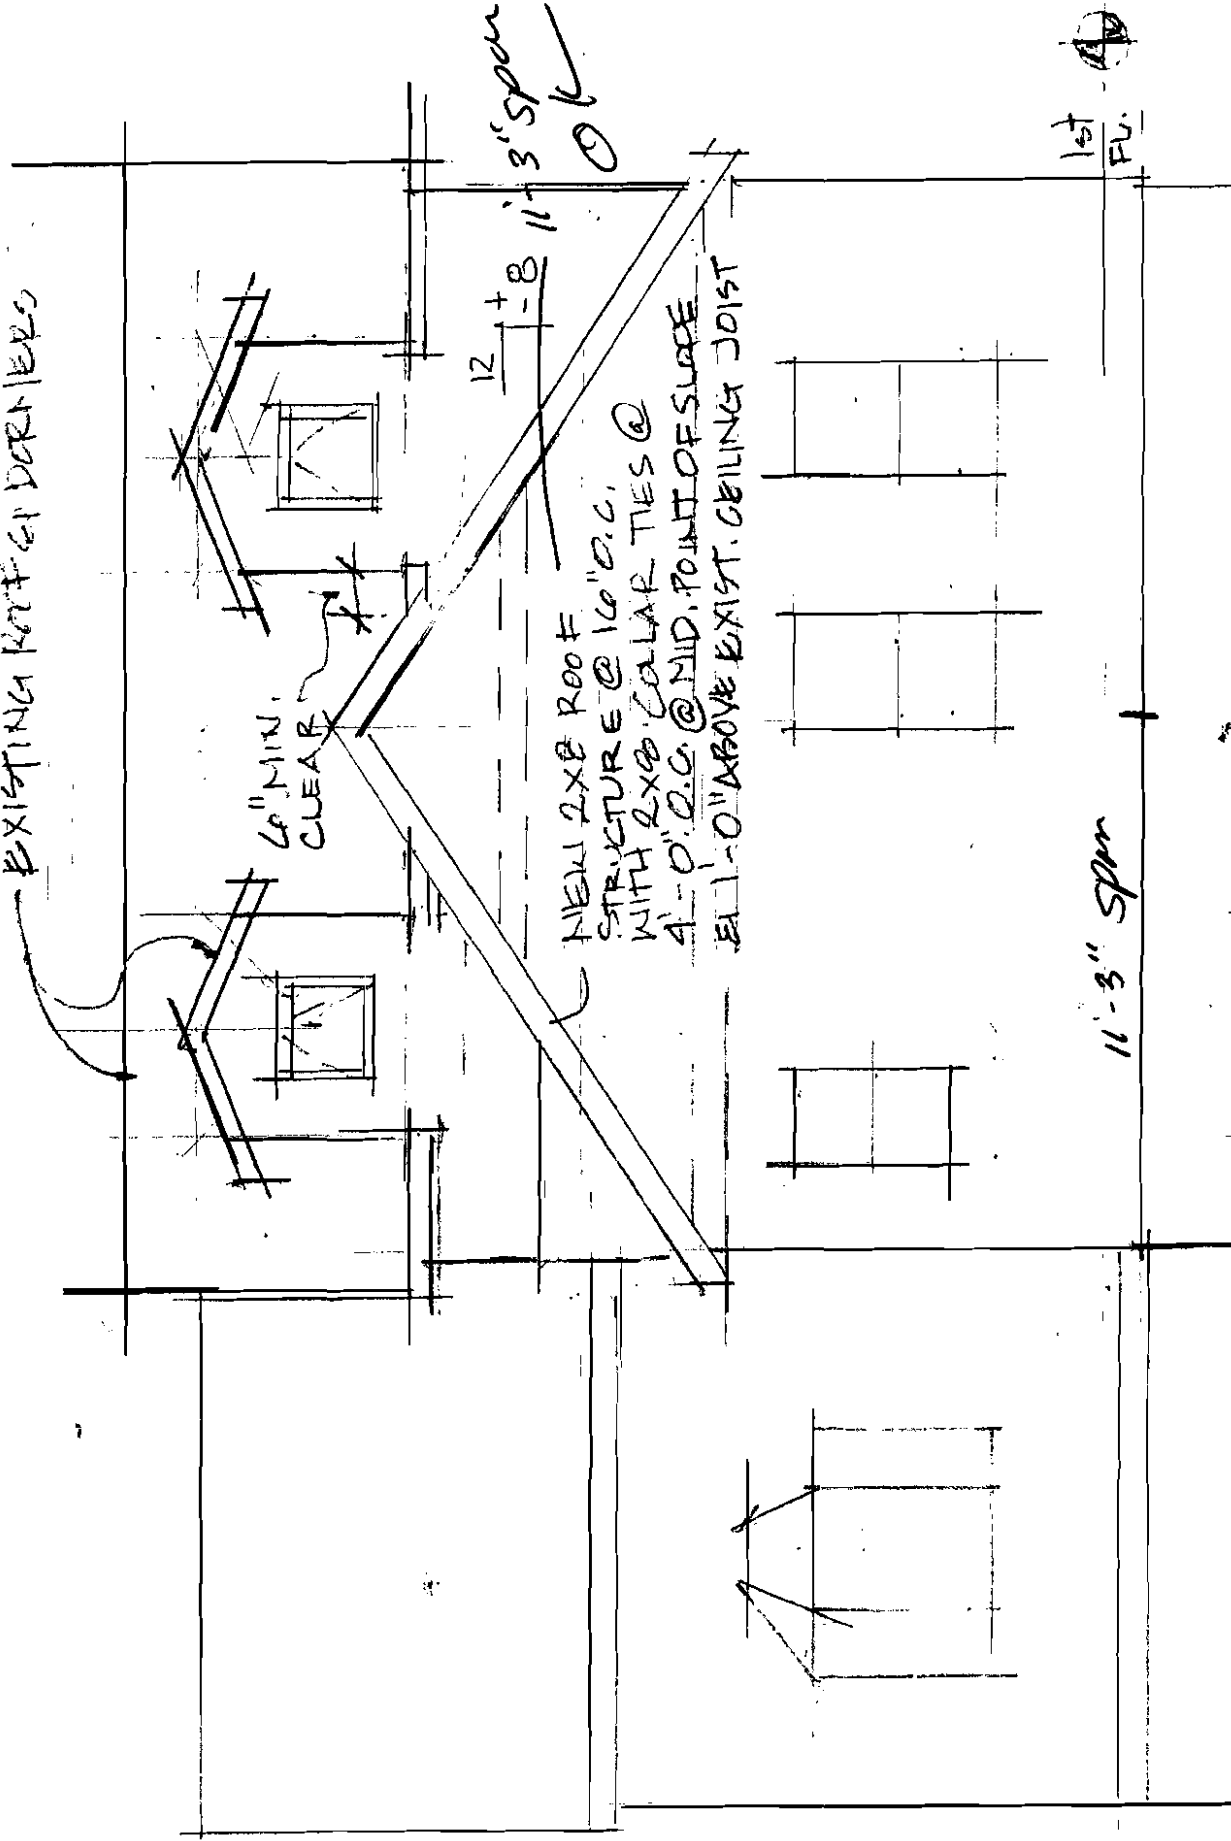 EXISTING ROOF & DORMERS
6" MIN.
CLEAR
12
+
- 8
11'-3" span
OK
NEW 2X8 ROOF
STRUCTURE @ 16" O.C.
WITH 2X8 COLLAR TIES @
4'-0" O.C. @ MID. POINT OF SLOPE
EL 1'-0" ABOVE EXIST. CEILING JOIST
11'-3" span
1st
FL.